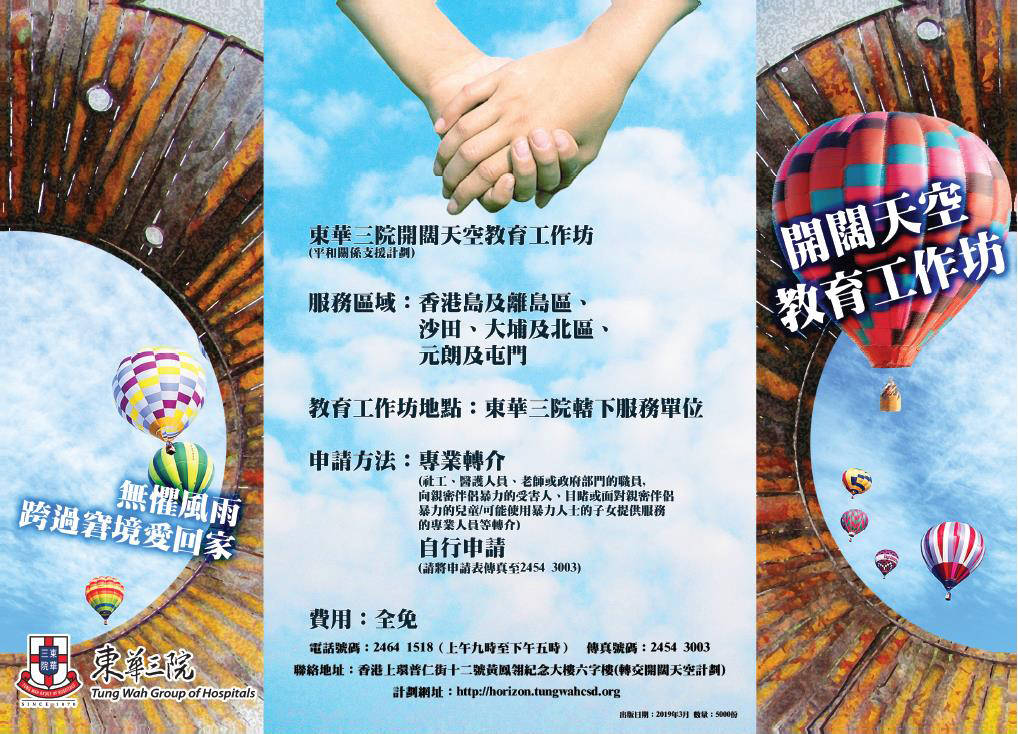 無懼風雨
跨過窘境愛回家
東華三院
東華三院
Tung Wah Group of Hospitals
TUNG WAH GROUP OF HOSPITALS
SINCE 1870
東華三院開闊天空教育工作坊
(平和關係支援計劃)
服務區域：香港島及離島區、
沙田、大埔及北區、
元朗及屯門
教育工作坊地點：東華三院轄下服務單位
申請方法：專業轉介
(社工、醫護人員、老師或政府部門的職員,
向親密伴侶暴力的受害人、目睹或面對親密伴侶
暴力的兒童/可能使用暴力人士的子女提供服務
的專業人員等轉介)
自行申請
(請將申請表傳真至2454 3003)
費用：全免
電話號碼：2464 1518（上午九時至下午五時） 傳真號碼：2454 3003
聯絡地址：香港上環普仁街十二號黃鳳翎紀念大樓六字樓(轉交開闊天空計劃)
計劃網址：http://horizon.tungwahcsd.org
出版日期：2019年3月 數量：5000份
開闊天空
教育工作坊